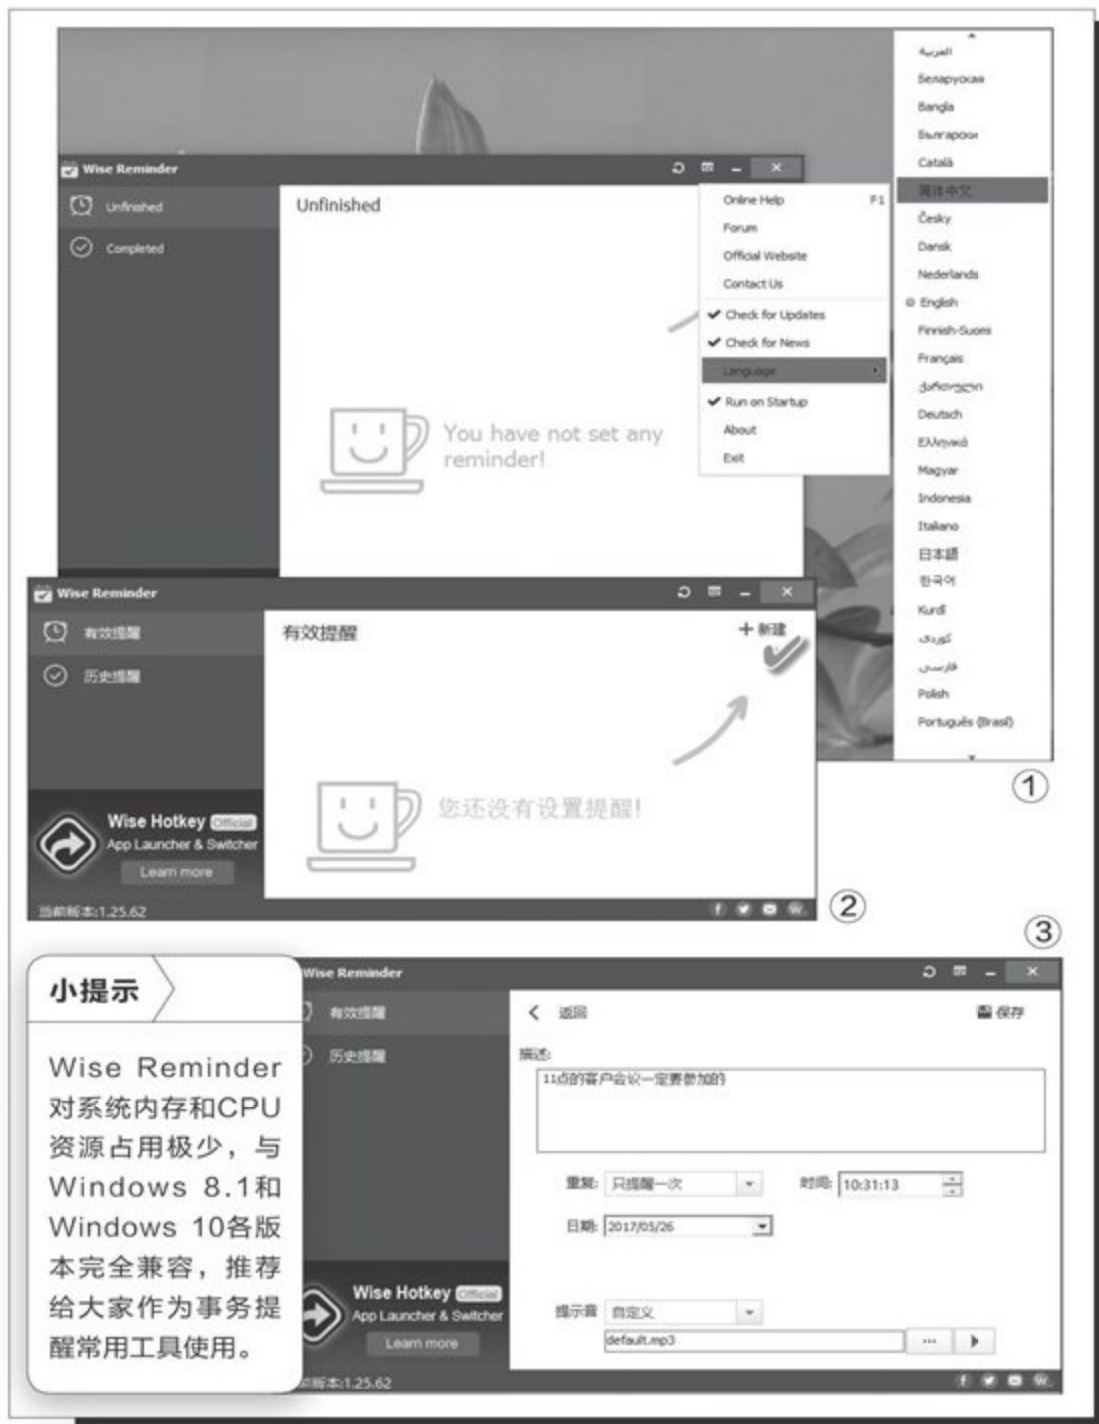 Wise Reminder
Unfinished
Completed
Unfinished
You have not set any
reminder!
Online Help F1
Forum
Official Website
Contact Us
Check for Updates
Check for News
Language
Run on Startup
About
Exit
العربية
Беларуская
Bangla
Български
Català
简体中文
Česky
Dansk
Nederlands
English
Finnish-Suomi
Français
ქართული
Deutsch
Ελληνικά
Magyar
Indonesia
Italiano
日本語
한국어
Kurdî
كوردی
فارسی
Polish
Português (Brasil)
①
Wise Reminder
有效提醒
历史提醒
有效提醒
+ 新建
您还没有设置提醒!
Wise Hotkey Official
App Launcher & Switcher
Learn more
当前版本:1.25.62
②
③
小提示
Wise Reminder
对系统内存和CPU
资源占用极少，与
Windows 8.1和
Windows 10各版
本完全兼容，推荐
给大家作为事务提
醒常用工具使用。
Wise Reminder
有效提醒
历史提醒
返回
保存
描述:
11点的客户会议一定要参加的
重复: 只提醒一次
时间: 10:31:13
日期: 2017/05/26
提示音 自定义
default.mp3
...
Wise Hotkey Official
App Launcher & Switcher
Learn more
前版本:1.25.62